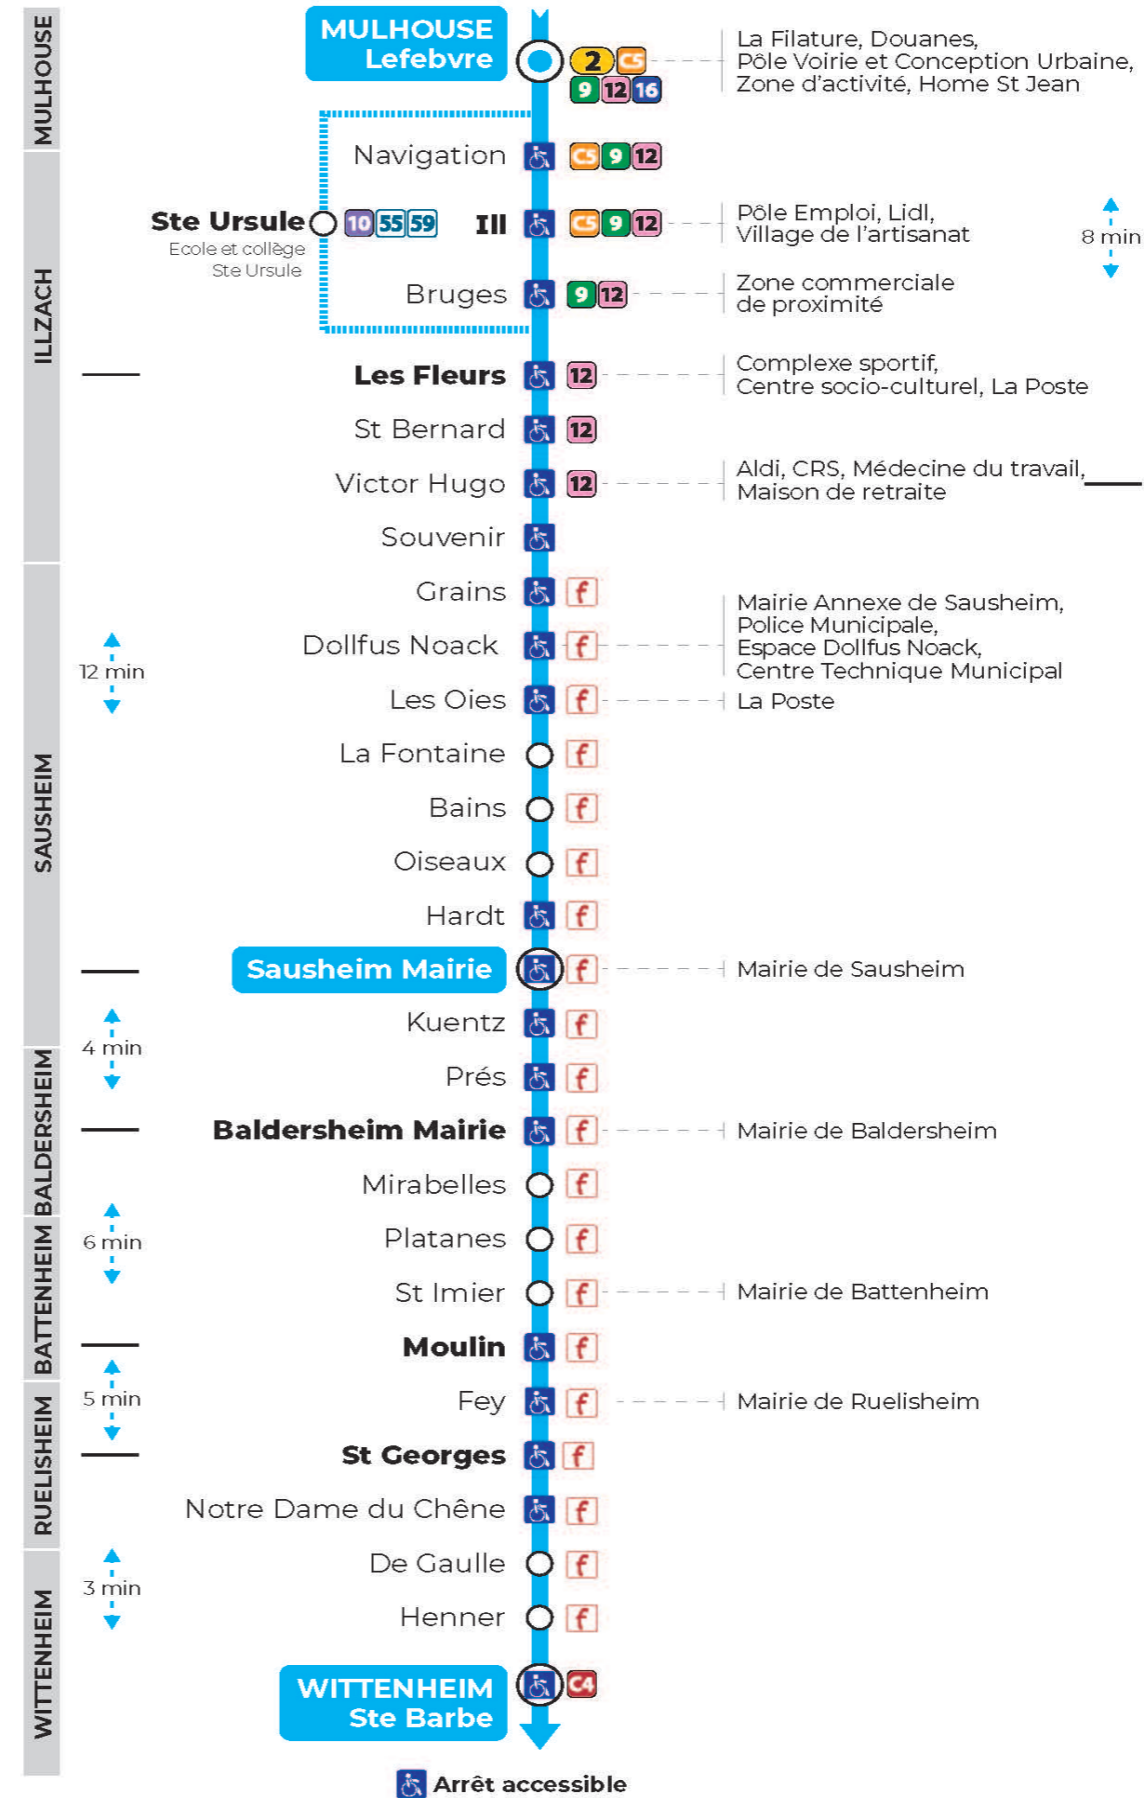 MULHOUSE
MULHOUSE
Lefebvre
2 C5
9 12 16
La Filature, Douanes,
Pôle Voirie et Conception Urbaine,
Zone d'activité, Home St Jean
ILLZACH
Navigation
C5 9 12
Ste Ursule
Ecole et collège
Ste Ursule
10 55 59
Ill
C5 9 12
Pôle Emploi, Lidl,
Village de l'artisanat
8 min
Bruges
9 12
Zone commerciale
de proximité
Les Fleurs
12
Complexe sportif,
Centre socio-culturel, La Poste
St Bernard
12
Victor Hugo
12
Aldi, CRS, Médecine du travail,
Maison de retraite
Souvenir
SAUSHEIM
12 min
Grains
f
Dollfus Noack
f
Mairie Annexe de Sausheim,
Police Municipale,
Espace Dollfus Noack,
Centre Technique Municipal
Les Oies
f
La Poste
La Fontaine
f
Bains
f
Oiseaux
f
Hardt
f
Sausheim Mairie
f
Mairie de Sausheim
4 min
Kuentz
f
BALDERSHEIM
Prés
f
Baldersheim Mairie
f
Mairie de Baldersheim
Mirabelles
f
BATTENHEIM
6 min
Platanes
f
St Imier
f
Mairie de Battenheim
Moulin
f
RUELISHEIM
5 min
Fey
f
Mairie de Ruelisheim
St Georges
f
Notre Dame du Chêne
f
WITTENHEIM
3 min
De Gaulle
f
Henner
f
WITTENHEIM
Ste Barbe
C4
Arrêt accessible